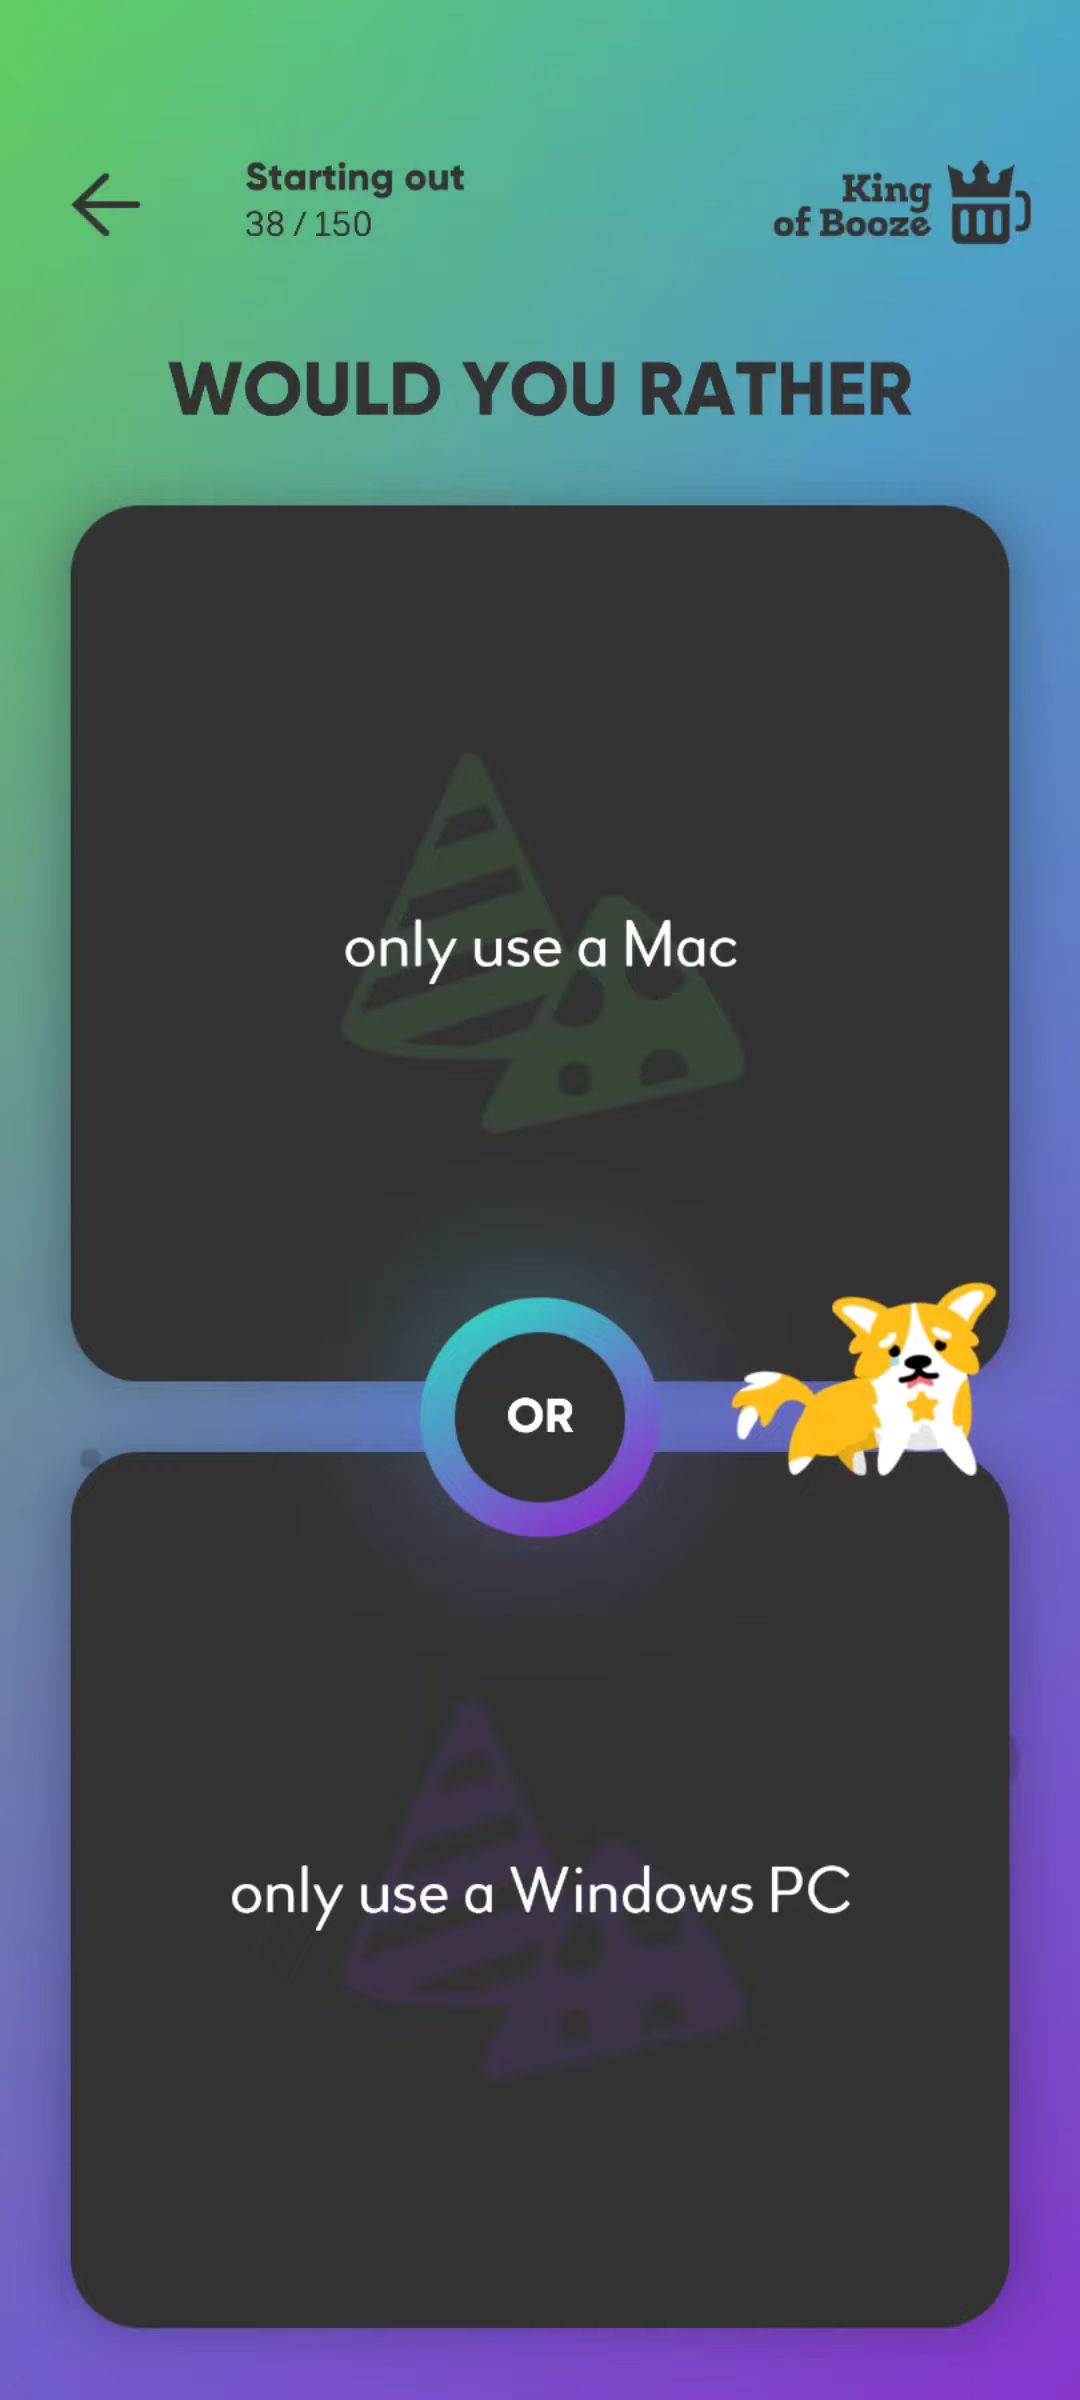 Starting out
38 / 150
King
of Booze
WOULD YOU RATHER
only use a Mac
OR
only use a Windows PC